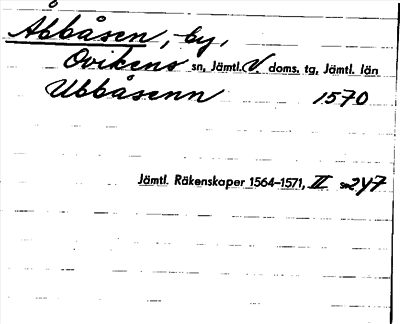 Åbbåsen, by,
Ovikens sn, Jämtl. V. doms. tg, Jämtl. län
Ubbåsenn 1570
Jämtl. Räkenskaper 1564-1571, II s. 247